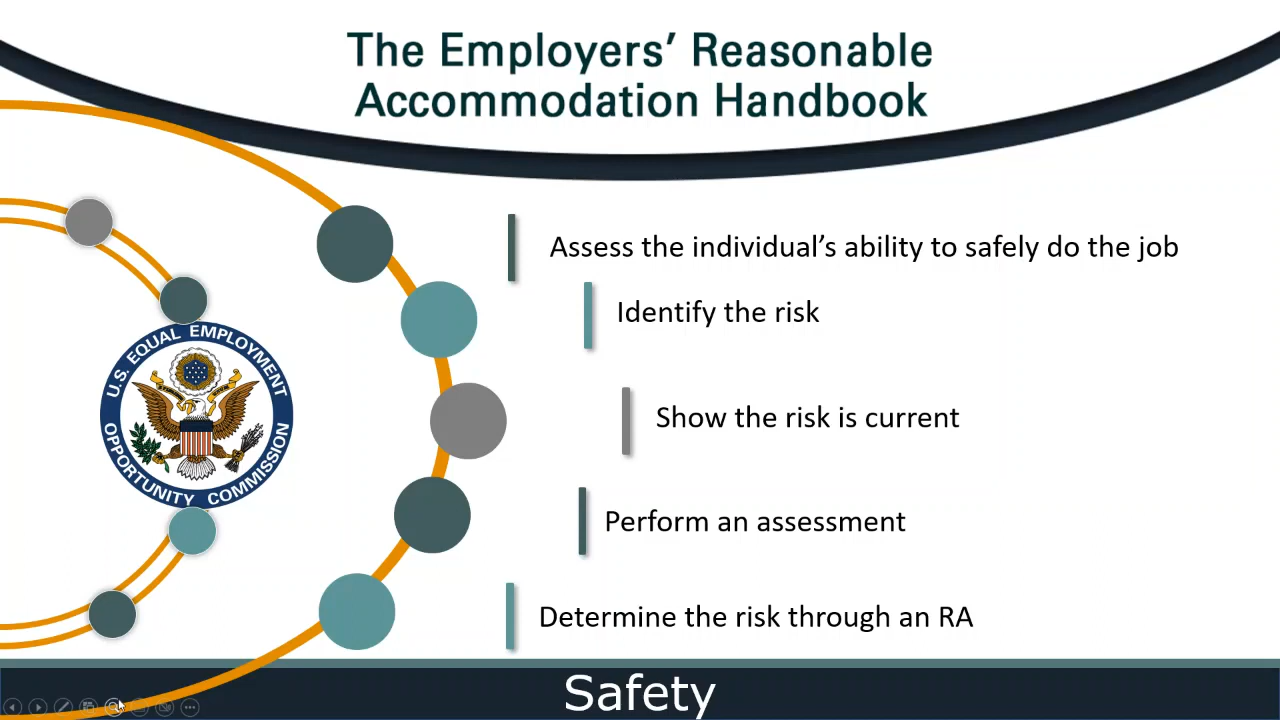 The Employers’ Reasonable
Accommodation Handbook
Assess the individual’s ability to safely do the job
Identify the risk
Show the risk is current
Perform an assessment
Determine the risk through an RA
U.S. EQUAL EMPLOYMENT
OPPORTUNITY COMMISSION
Safety